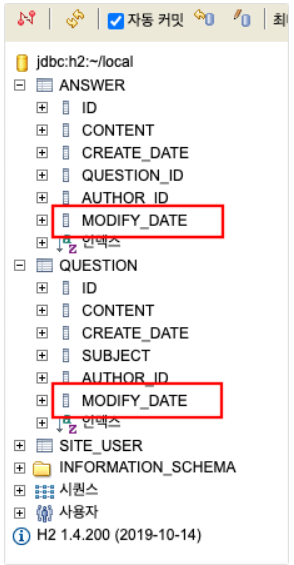 자동 커밋
jdbc:h2:~/local
ANSWER
ID
CONTENT
CREATE_DATE
QUESTION_ID
AUTHOR_ID
MODIFY_DATE
인덱스
QUESTION
ID
CONTENT
CREATE_DATE
SUBJECT
AUTHOR_ID
MODIFY_DATE
인덱스
SITE_USER
INFORMATION_SCHEMA
시퀀스
사용자
H2 1.4.200 (2019-10-14)